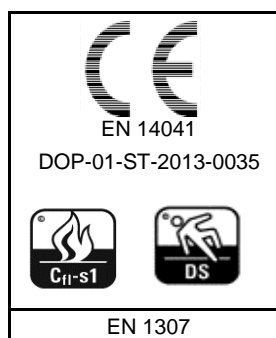 CE
EN 14041
DOP-01-ST-2013-0035
Cfl-s1
DS
EN 1307